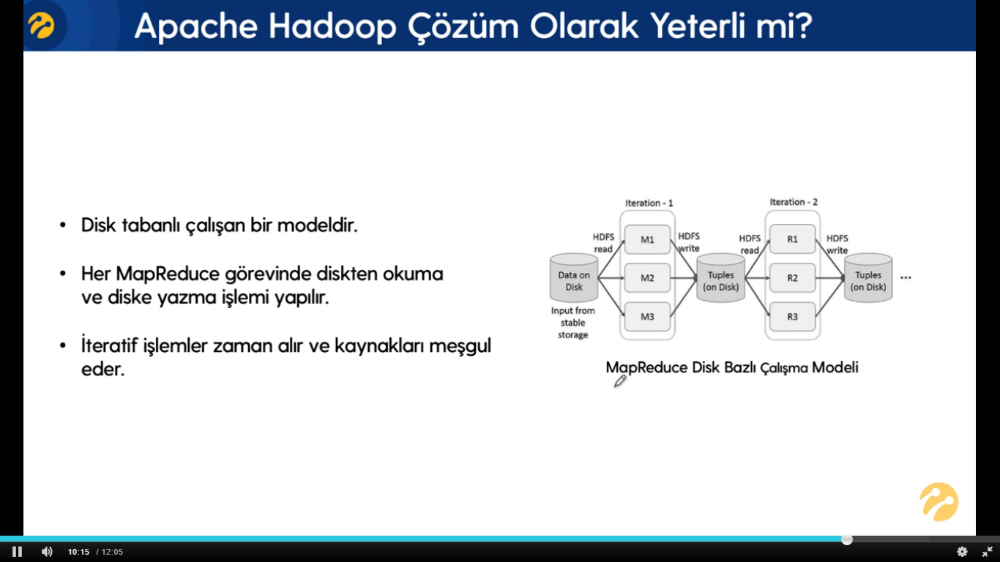 Apache Hadoop Çözüm Olarak Yeterli mi?
• Disk tabanlı çalışan bir modeldir.
• Her MapReduce görevinde diskten okuma
ve diske yazma işlemi yapılır.
• İteratif işlemler zaman alır ve kaynakları meşgul
eder.
Iteration - 1
Iteration - 2
HDFS
read
M1
M2
M3
HDFS
write
HDFS
read
R1
R2
R3
HDFS
write
Data on
Disk
Tuples
(on Disk)
Tuples
(on Disk)
...
Input from
stable
storage
MapReduce Disk Bazlı Çalışma Modeli
10:15 / 12:05